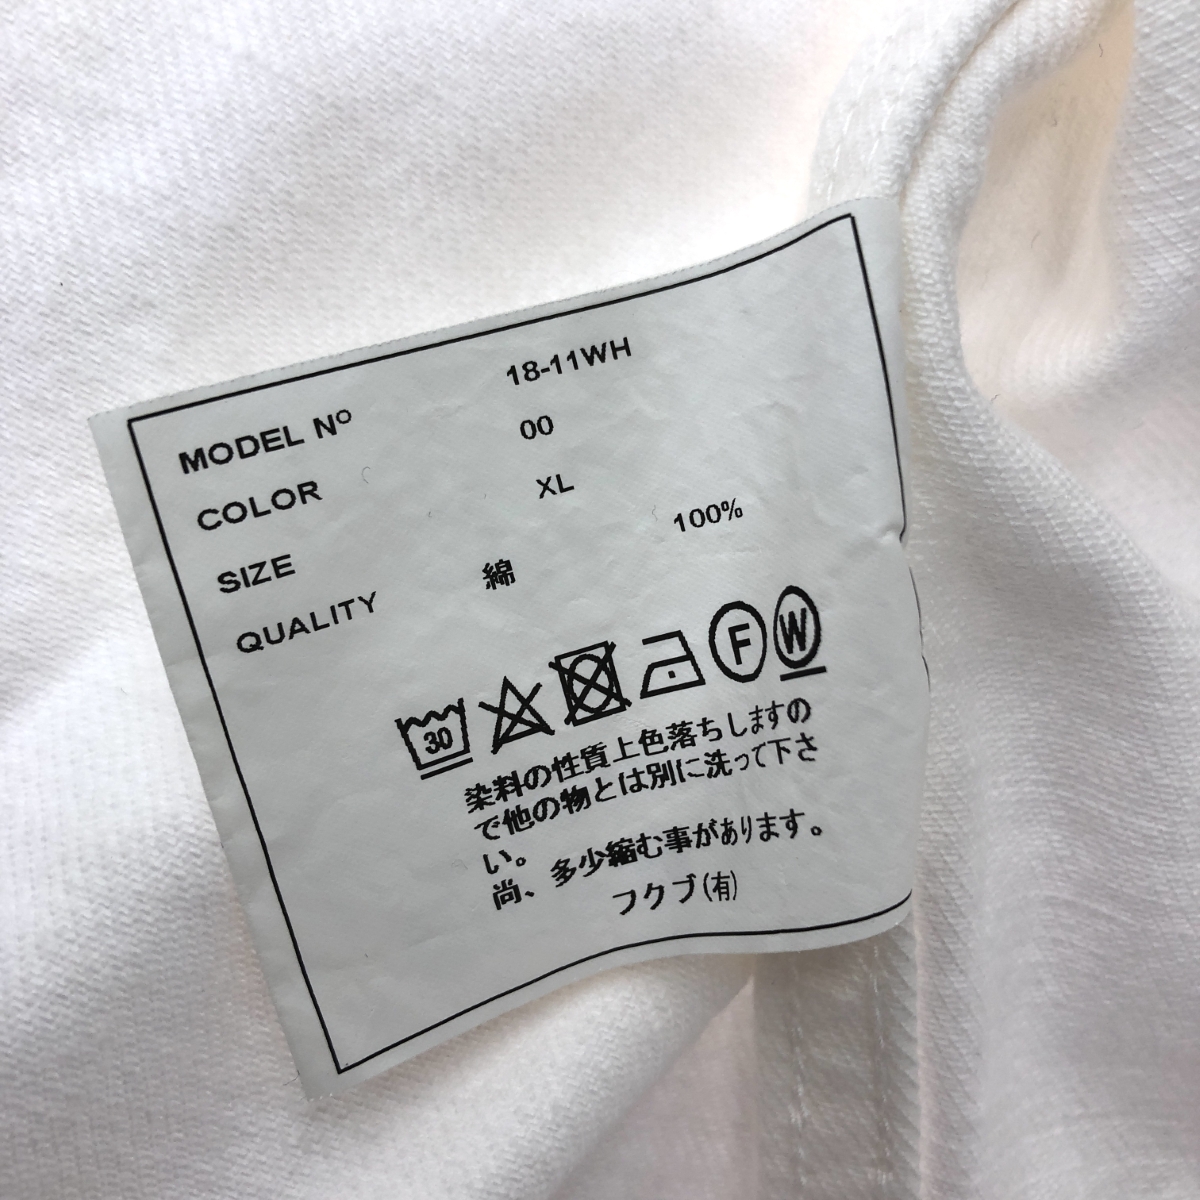 MODEL Nº 18-11WH
COLOR 00
SIZE XL
QUALITY 綿 100%
30 F W
染料の性質上色落ちしますの
で他の物とは別に洗って下さ
い。
尚、多少縮む事があります。
フクブ(有)